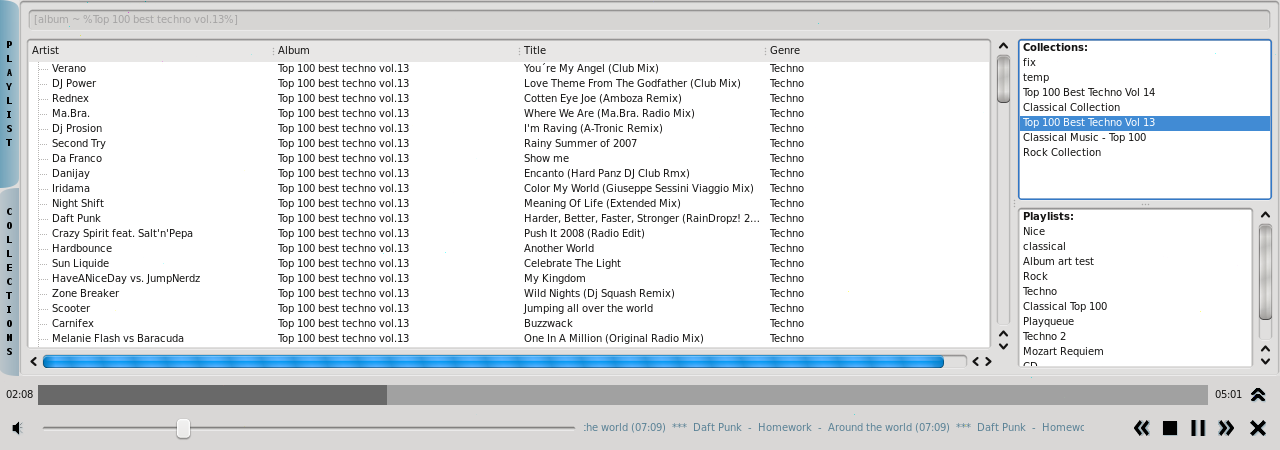 [album ~ %Top 100 best techno vol.13%]
PLAYLIST
COLLECTIONS
Artist Album Title Genre
Verano Top 100 best techno vol.13 You´re My Angel (Club Mix) Techno
DJ Power Top 100 best techno vol.13 Love Theme From The Godfather (Club Mix) Techno
Rednex Top 100 best techno vol.13 Cotten Eye Joe (Amboza Remix) Techno
Ma.Bra. Top 100 best techno vol.13 Where We Are (Ma.Bra. Radio Mix) Techno
Dj Prosion Top 100 best techno vol.13 I'm Raving (A-Tronic Remix) Techno
Second Try Top 100 best techno vol.13 Rainy Summer of 2007 Techno
Da Franco Top 100 best techno vol.13 Show me Techno
Danijay Top 100 best techno vol.13 Encanto (Hard Panz DJ Club Rmx) Techno
Iridama Top 100 best techno vol.13 Color My World (Giuseppe Sessini Viaggio Mix) Techno
Night Shift Top 100 best techno vol.13 Meaning Of Life (Extended Mix) Techno
Daft Punk Top 100 best techno vol.13 Harder, Better, Faster, Stronger (RainDropz! 2... Techno
Crazy Spirit feat. Salt'n'Pepa Top 100 best techno vol.13 Push It 2008 (Radio Edit) Techno
Hardbounce Top 100 best techno vol.13 Another World Techno
Sun Liquide Top 100 best techno vol.13 Celebrate The Light Techno
HaveANiceDay vs. JumpNerdz Top 100 best techno vol.13 My Kingdom Techno
Zone Breaker Top 100 best techno vol.13 Wild Nights (Dj Squash Remix) Techno
Scooter Top 100 best techno vol.13 Jumping all over the world Techno
Carnifex Top 100 best techno vol.13 Buzzwack Techno
Melanie Flash vs Baracuda Top 100 best techno vol.13 One In A Million (Original Radio Mix) Techno
Collections:
fix
temp
Top 100 Best Techno Vol 14
Classical Collection
Top 100 Best Techno Vol 13
Classical Music - Top 100
Rock Collection
Playlists:
Nice
classical
Album art test
Rock
Techno
Classical Top 100
Playqueue
Techno 2
Mozart Requiem
CD
02:08 05:01
:he world (07:09) *** Daft Punk - Homework - Around the world (07:09) *** Daft Punk - Homewc